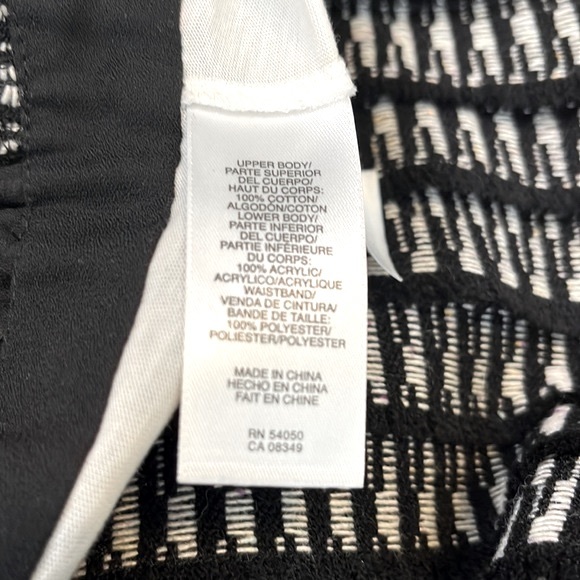 UPPER BODY/
PARTE SUPERIOR
DEL CUERPO/
HAUT DU CORPS:
100% COTTON/
ALGODÓN/COTON
LOWER BODY/
PARTE INFERIOR
DEL CUERPO/
PARTIE INFÉRIEURE
DU CORPS:
100% ACRYLIC/
ACRYLICO/ACRYLIQUE
WAISTBAND/
VENDA DE CINTURA/
BANDE DE TAILLE:
100% POLYESTER/
POLIESTER/POLYESTER
MADE IN CHINA
HECHO EN CHINA
FAIT EN CHINE
RN 54050
CA 08349